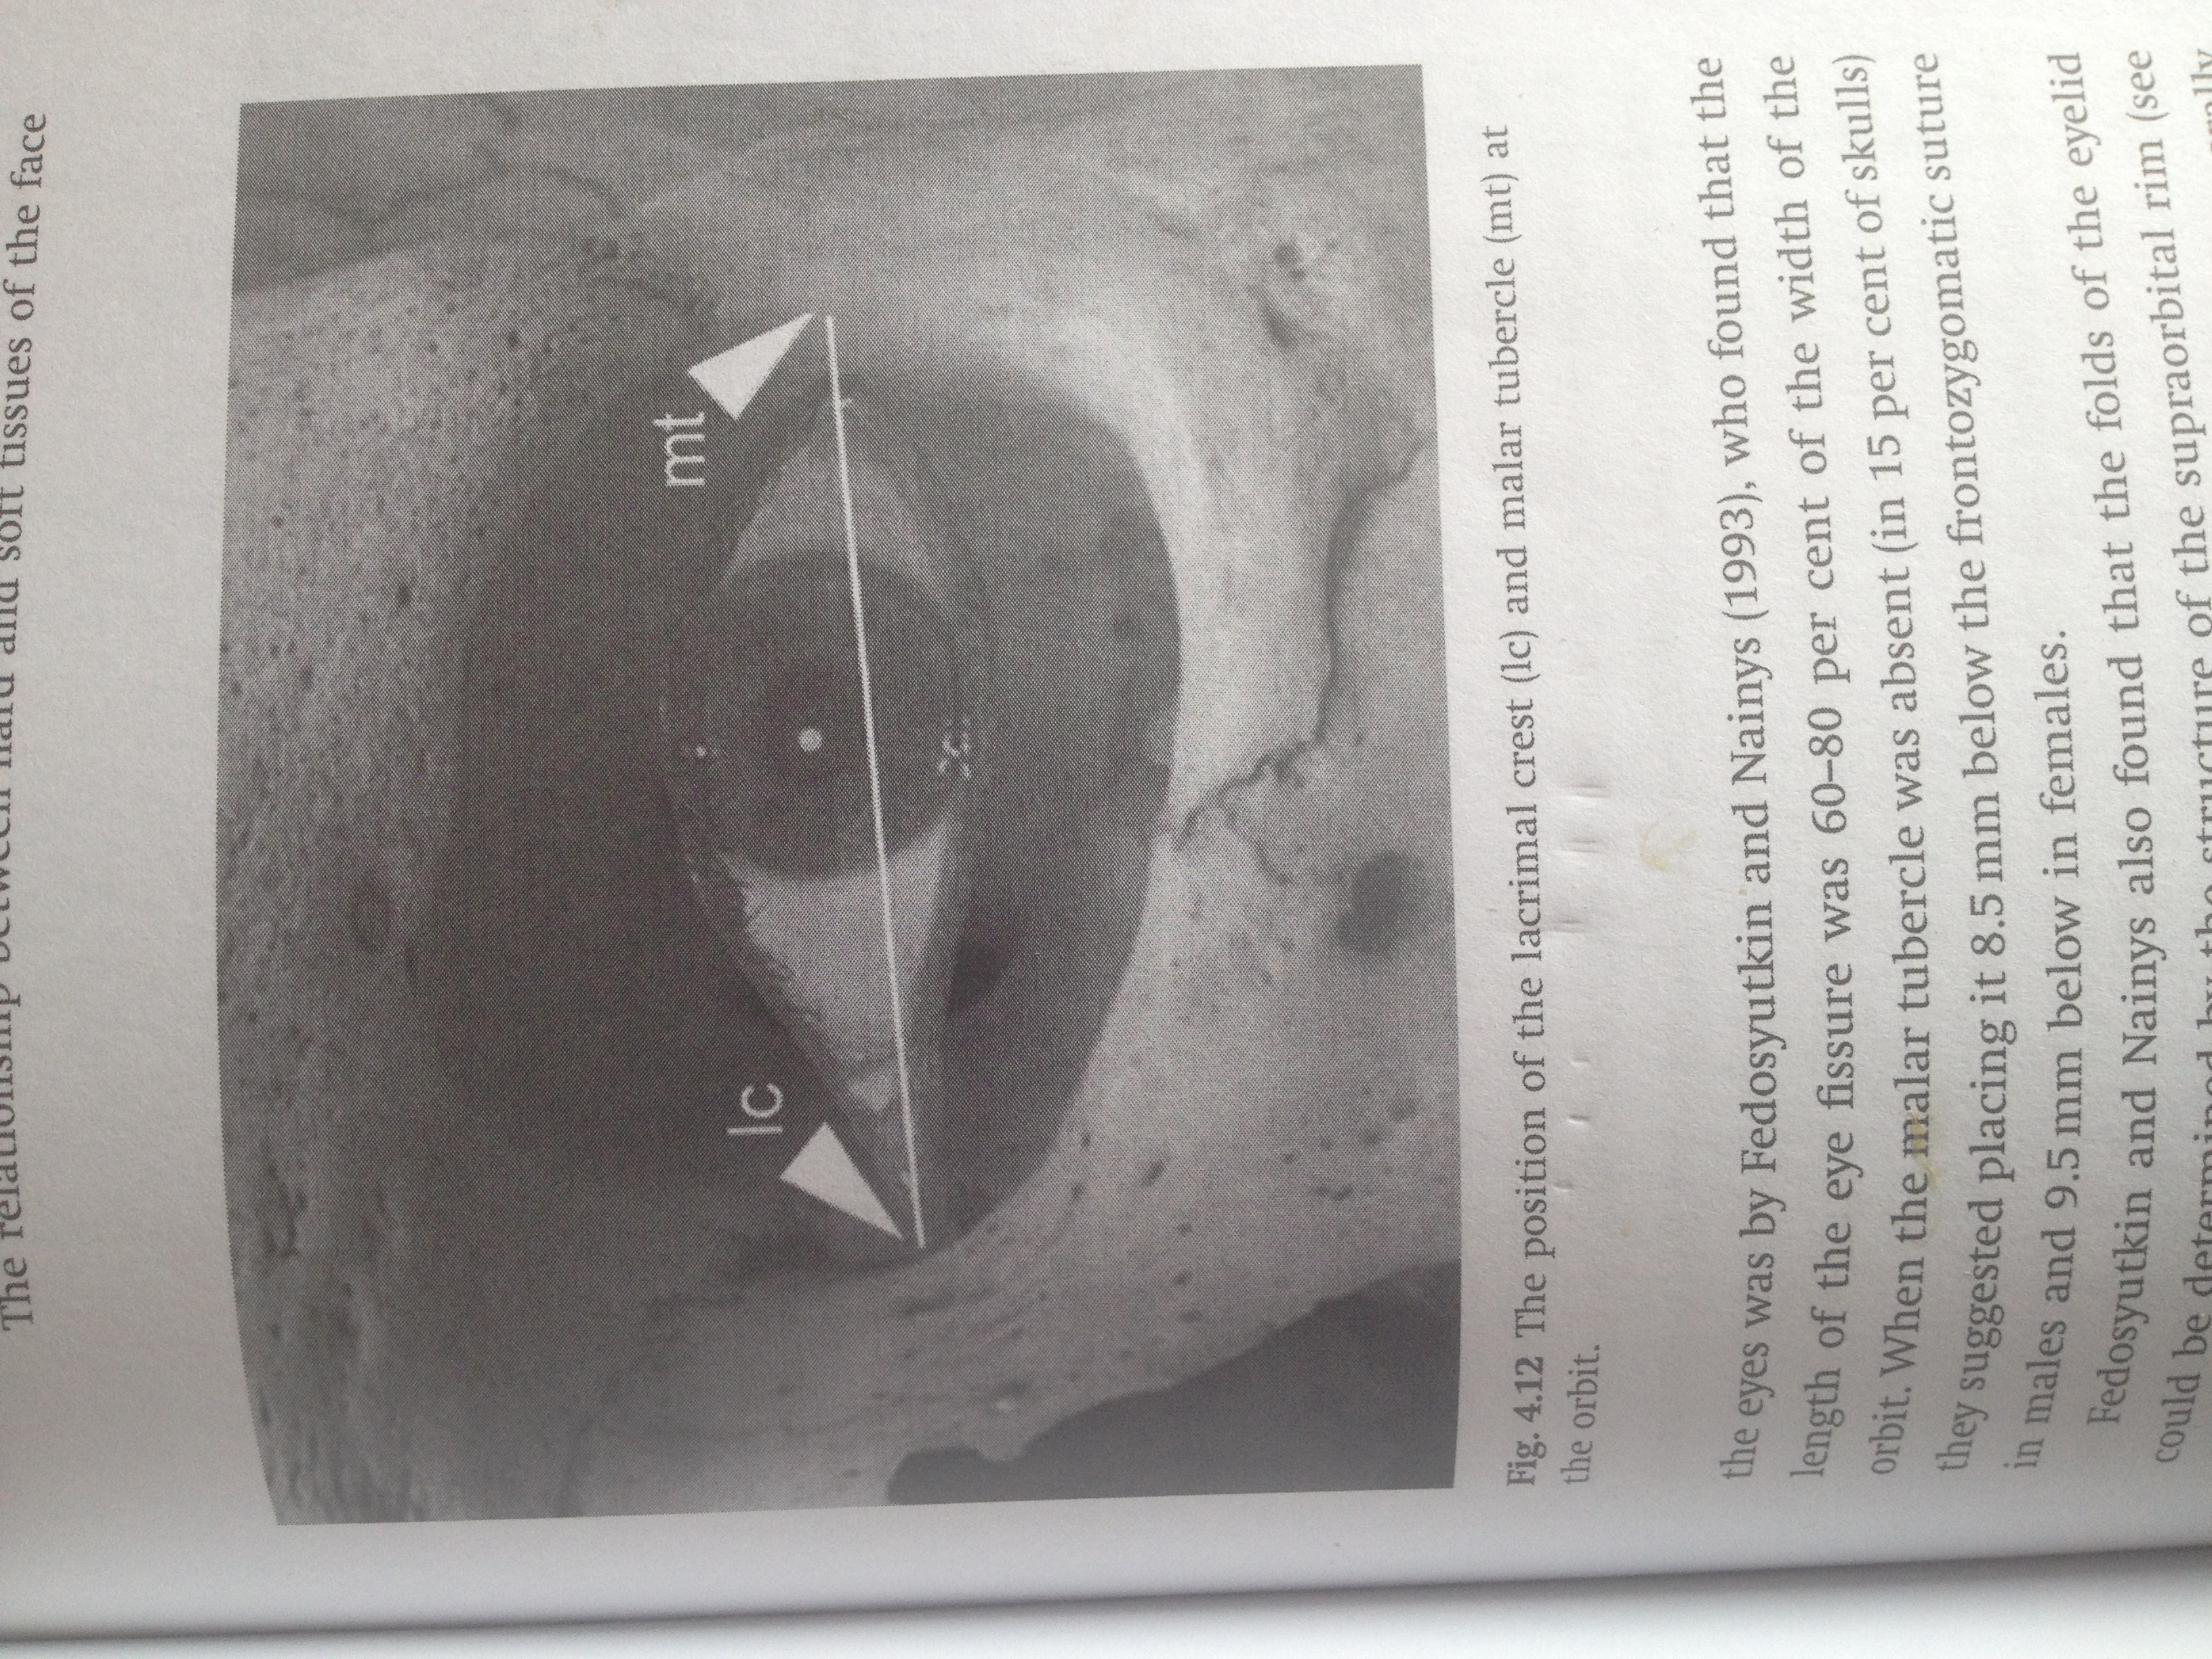 The relationship between hard and soft tissues of the face
lc
mt
Fig. 4.12 The position of the lacrimal crest (lc) and malar tubercle (mt) at
the orbit.
the eyes was by Fedosyutkin and Nainys (1993), who found that the
length of the eye fissure was 60–80 per cent of the width of the
orbit. When the malar tubercle was absent (in 15 per cent of skulls)
they suggested placing it 8.5 mm below the frontozygomatic suture
in males and 9.5 mm below in females.
Fedosyutkin and Nainys also found that the folds of the eyelid
could be determined by the structure of the supraorbital rim (see